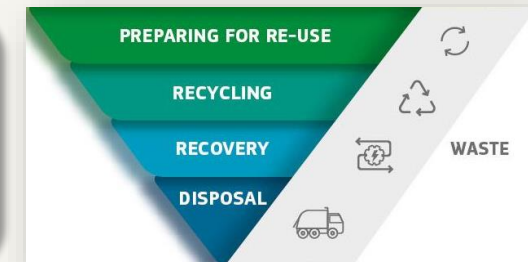 PREPARING FOR RE-USE
RECYCLING
RECOVERY
WASTE
DISPOSAL